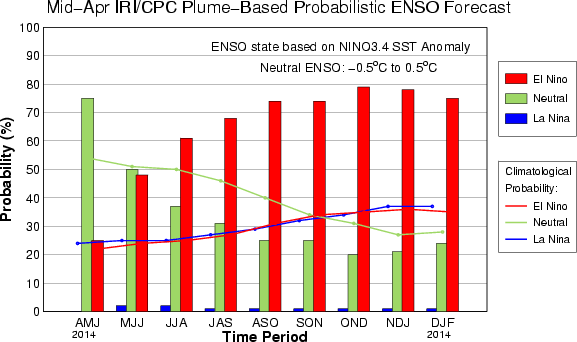 Mid-Apr IRI/CPC Plume-Based Probabilistic ENSO Forecast
100
90
80
70
60
50
40
30
20
10
0
Probability (%)
ENSO state based on NINO3.4 SST Anomaly
Neutral ENSO: -0.5°C to 0.5°C
El Nino
Neutral
La Nina
Climatological
Probability:
El Nino
Neutral
La Nina
AMJ MJJ JJA JAS ASO SON OND NDJ DJF
2014 2014
Time Period